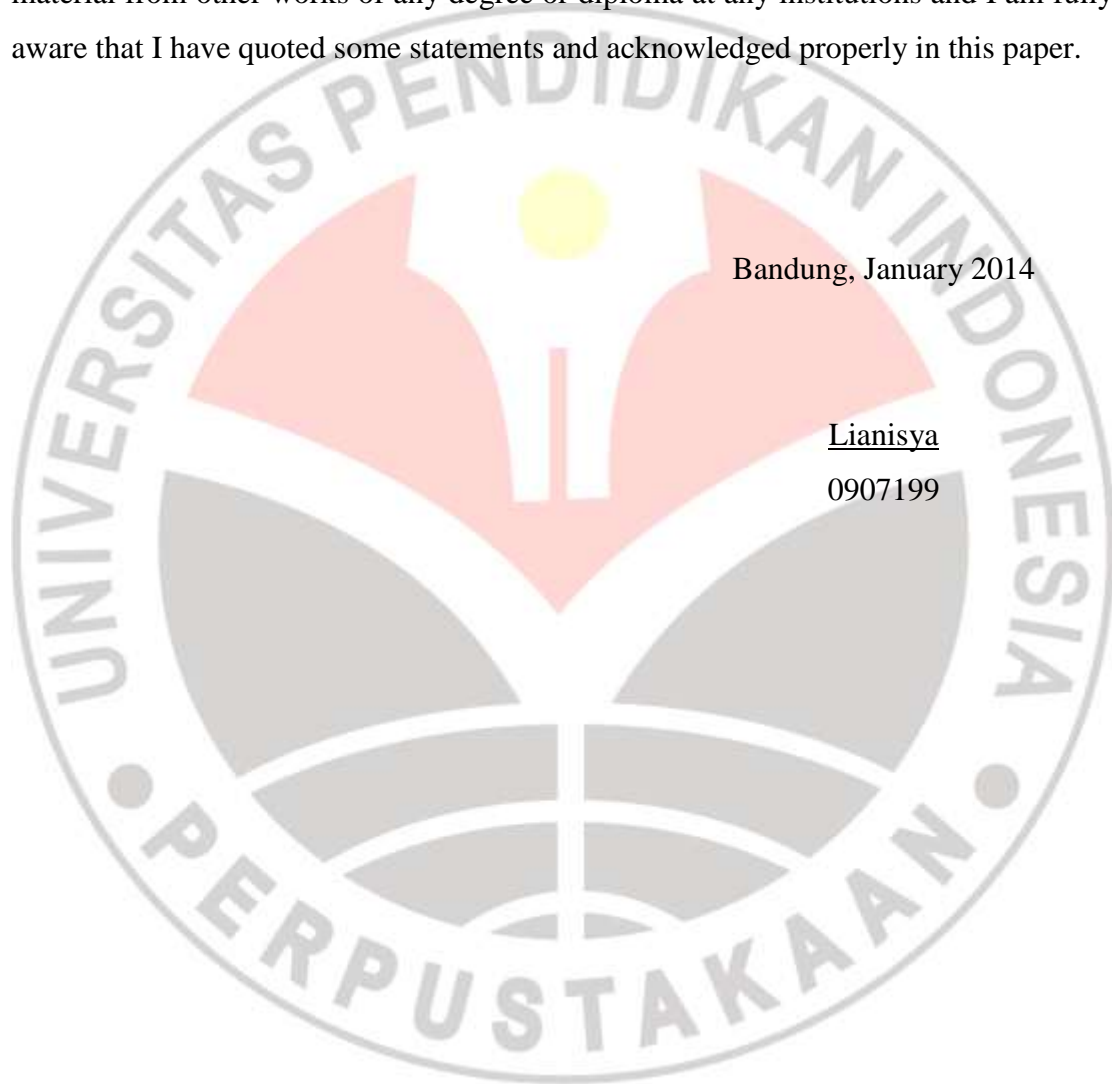 material from other works of any degree or diploma at any institutions and I am fully
aware that I have quoted some statements and acknowledged properly in this paper.
UNIVERSITAS PENDIDIKAN INDONESIA
Bandung, January 2014
Lianisya
0907199
PERPUSTAKAAN